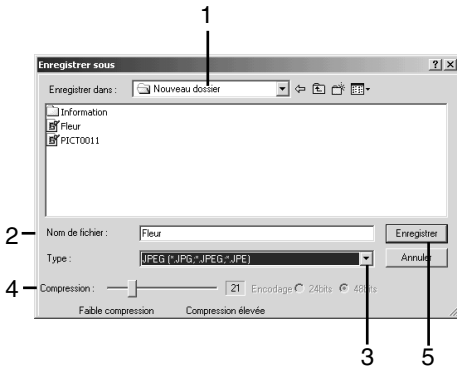 1
Enregistrer sous
Enregistrer dans : Nouveau dossier
Information
Fleur
PICT0011
2 Nom de fichier : Fleur Enregistrer
Type : JPEG (*.JPG;*.JPEG;*.JPE) Annuler
4 Compression : 21 Encodage 24bits 48bits
Faible compression Compression élevée
3 5